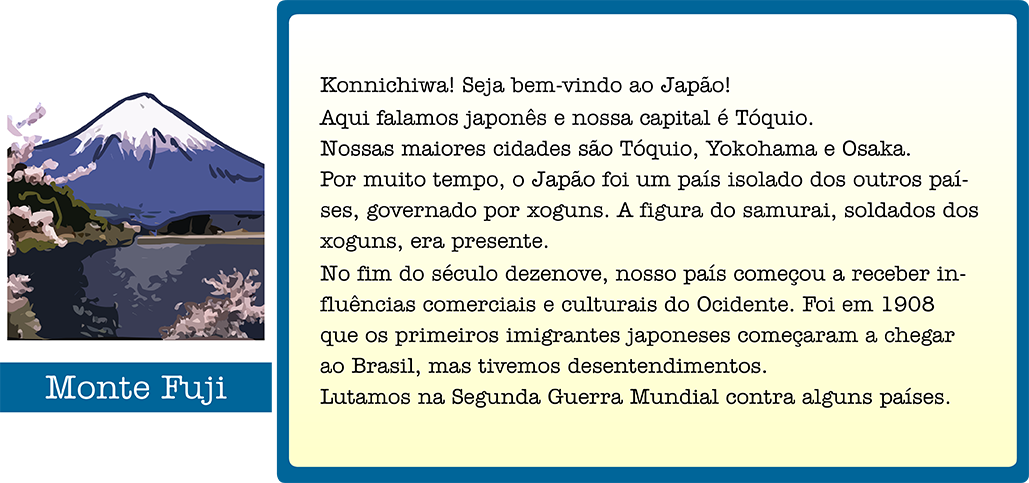 Konnichiwa! Seja bem-vindo ao Japão!
Aqui falamos japonês e nossa capital é Tóquio.
Nossas maiores cidades são Tóquio, Yokohama e Osaka.
Por muito tempo, o Japão foi um país isolado dos outros paí-
ses, governado por xoguns. A figura do samurai, soldados dos
xoguns, era presente.
No fim do século dezenove, nosso país começou a receber in-
fluências comerciais e culturais do Ocidente. Foi em 1908
que os primeiros imigrantes japoneses começaram a chegar
ao Brasil, mas tivemos desentendimentos.
Lutamos na Segunda Guerra Mundial contra alguns países.
Monte Fuji